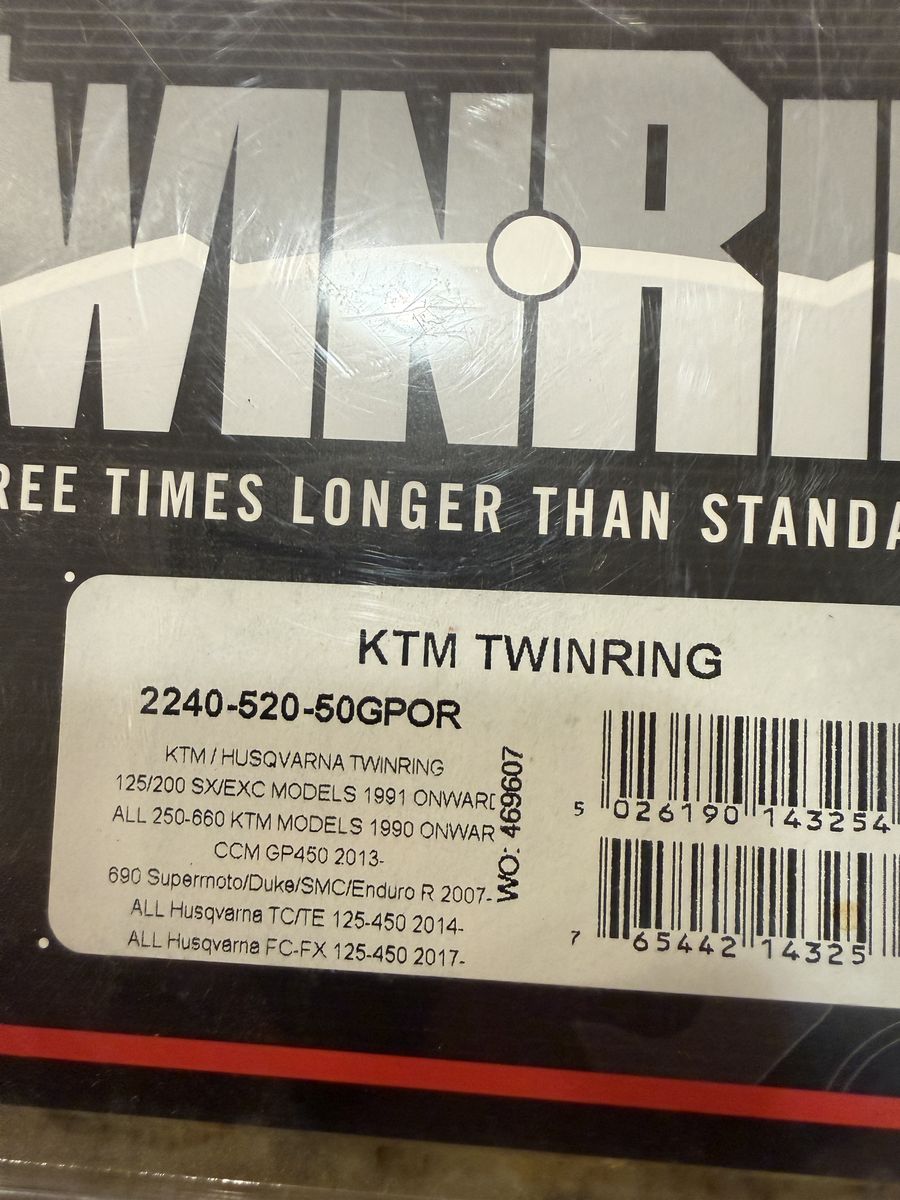 TWINRI
REE TIMES LONGER THAN STANDA
KTM TWINRING
2240-520-50GPOR
KTM / HUSQVARNA TWINRING
125/200 SX/EXC MODELS 1991 ONWARD
ALL 250-660 KTM MODELS 1990 ONWAR
CCM GP450 2013-
690 Supermoto/Duke/SMC/Enduro R 2007-
ALL Husqvarna TC/TE 125-450 2014-
ALL Husqvarna FC-FX 125-450 2017-
WO: 469607
5 026190 143254
7 65442 14325